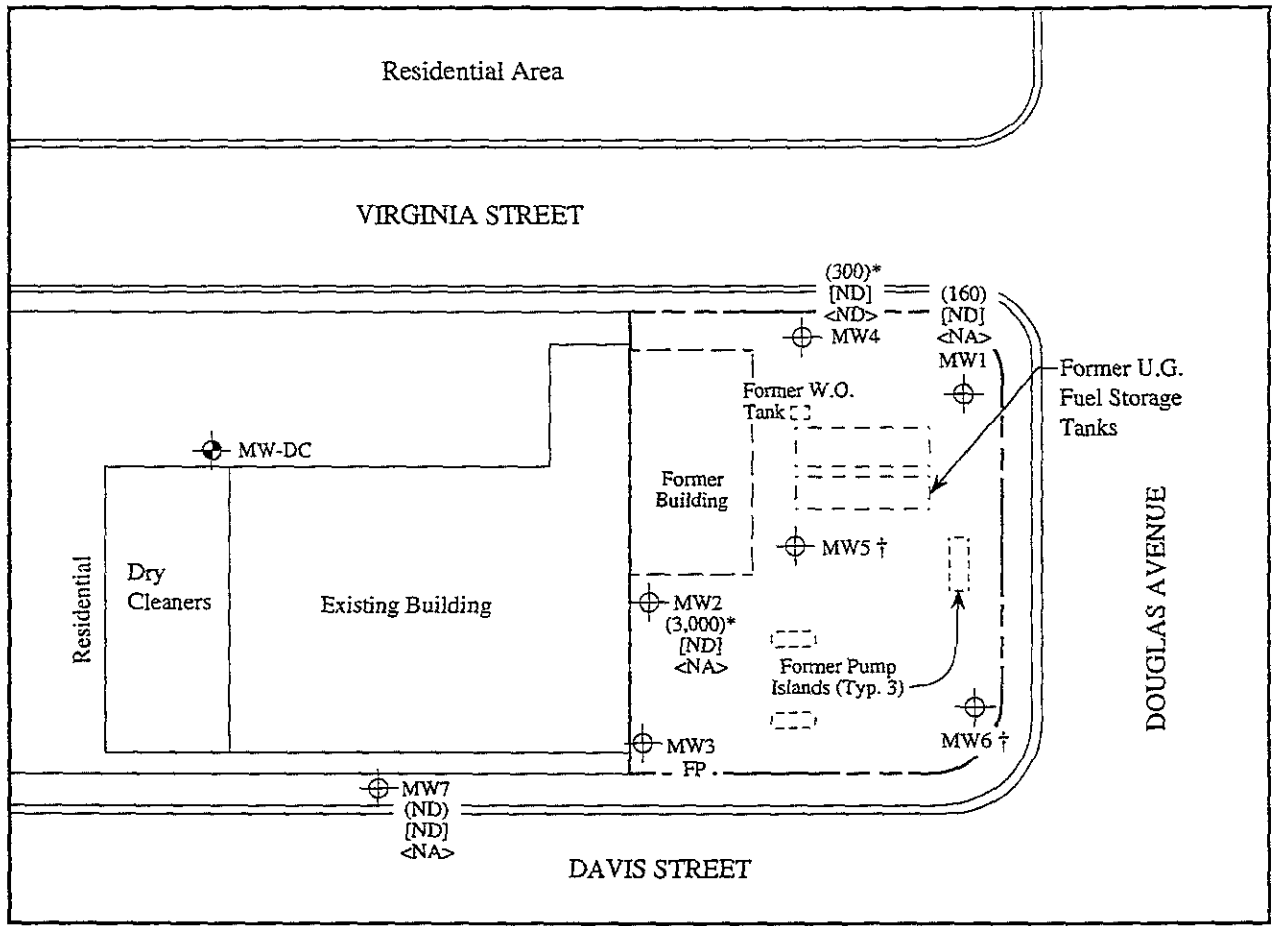 Residential Area
VIRGINIA STREET
(300)*
[ND]
<ND>
MW4
(160)
[ND]
<NA>
MW1
Former U.G.
Fuel Storage
Tanks
Former W.O.
Tank
MW-DC
Former
Building
MW5 †
Residential
Dry
Cleaners
Existing Building
MW2
(3,000)*
[ND]
<NA>
Former Pump
Islands (Typ. 3)
DOUGLAS AVENUE
MW6 †
MW3
FP
MW7
(ND)
[ND]
<NA>
DAVIS STREET